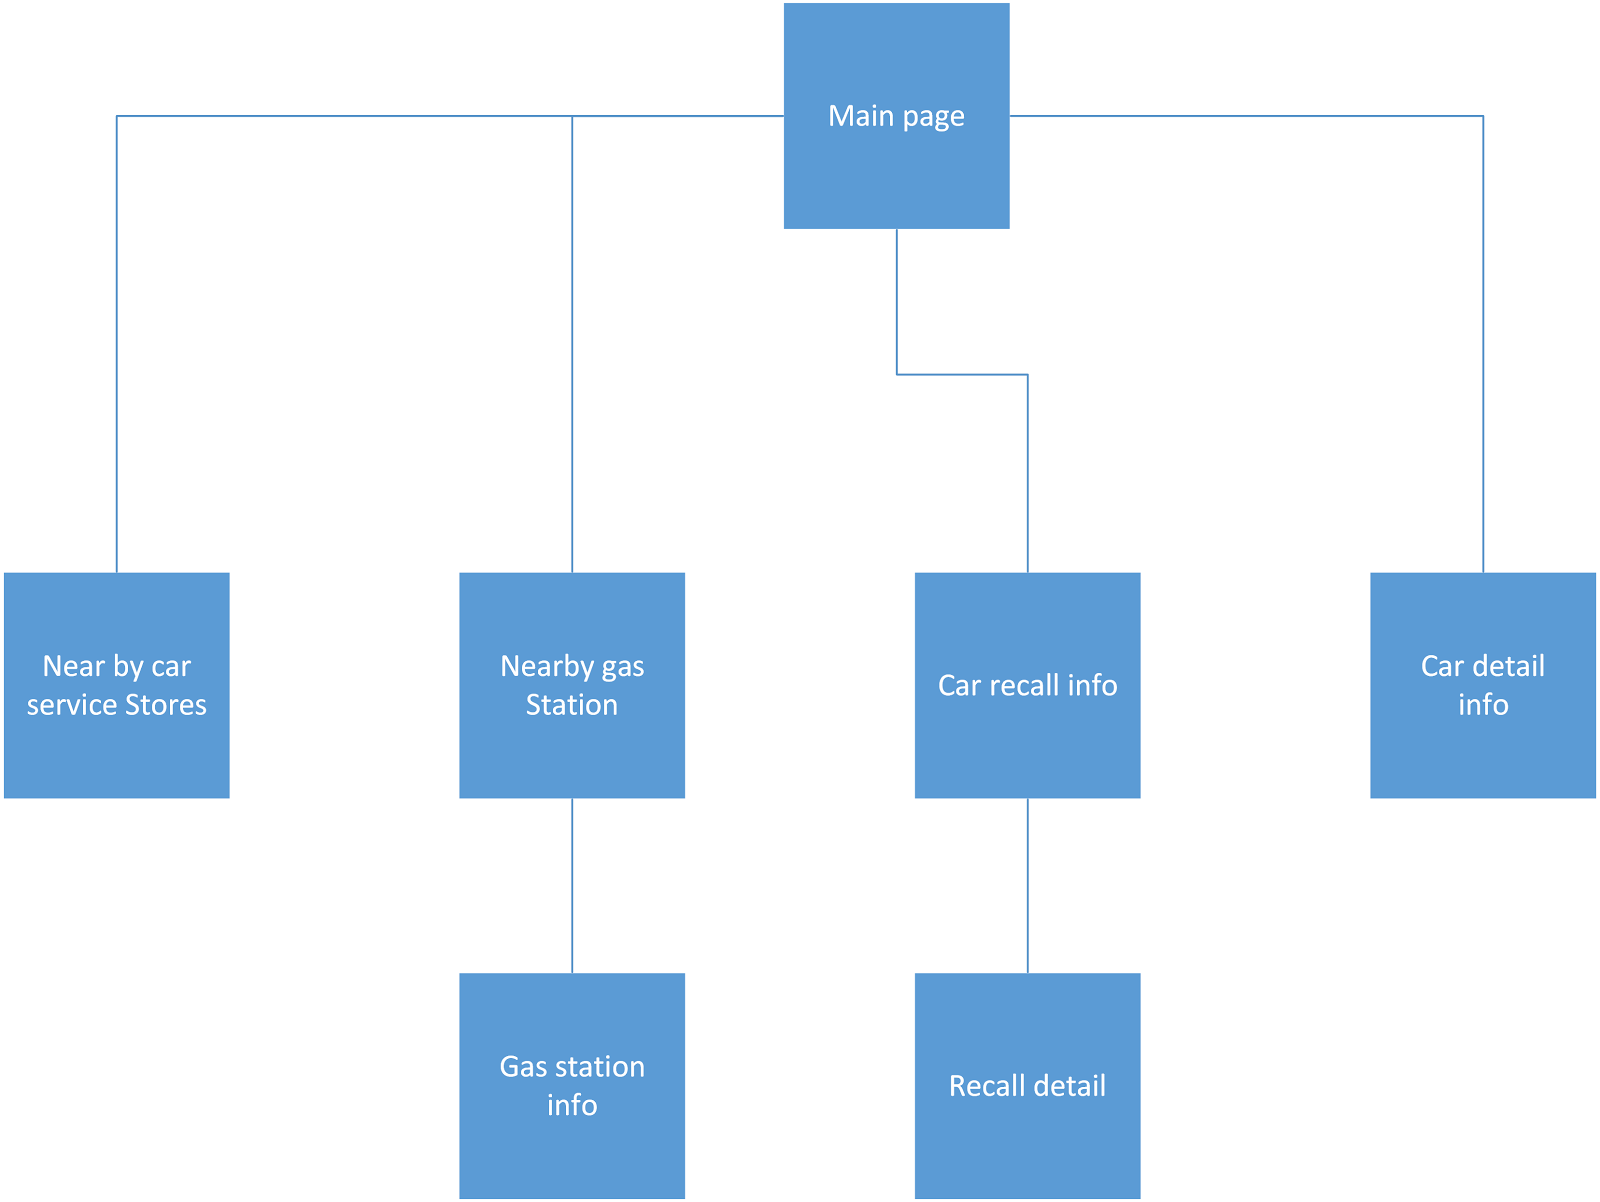 Main page
Near by car
service Stores
Nearby gas
Station
Car recall info
Car detail
info
Gas station
info
Recall detail